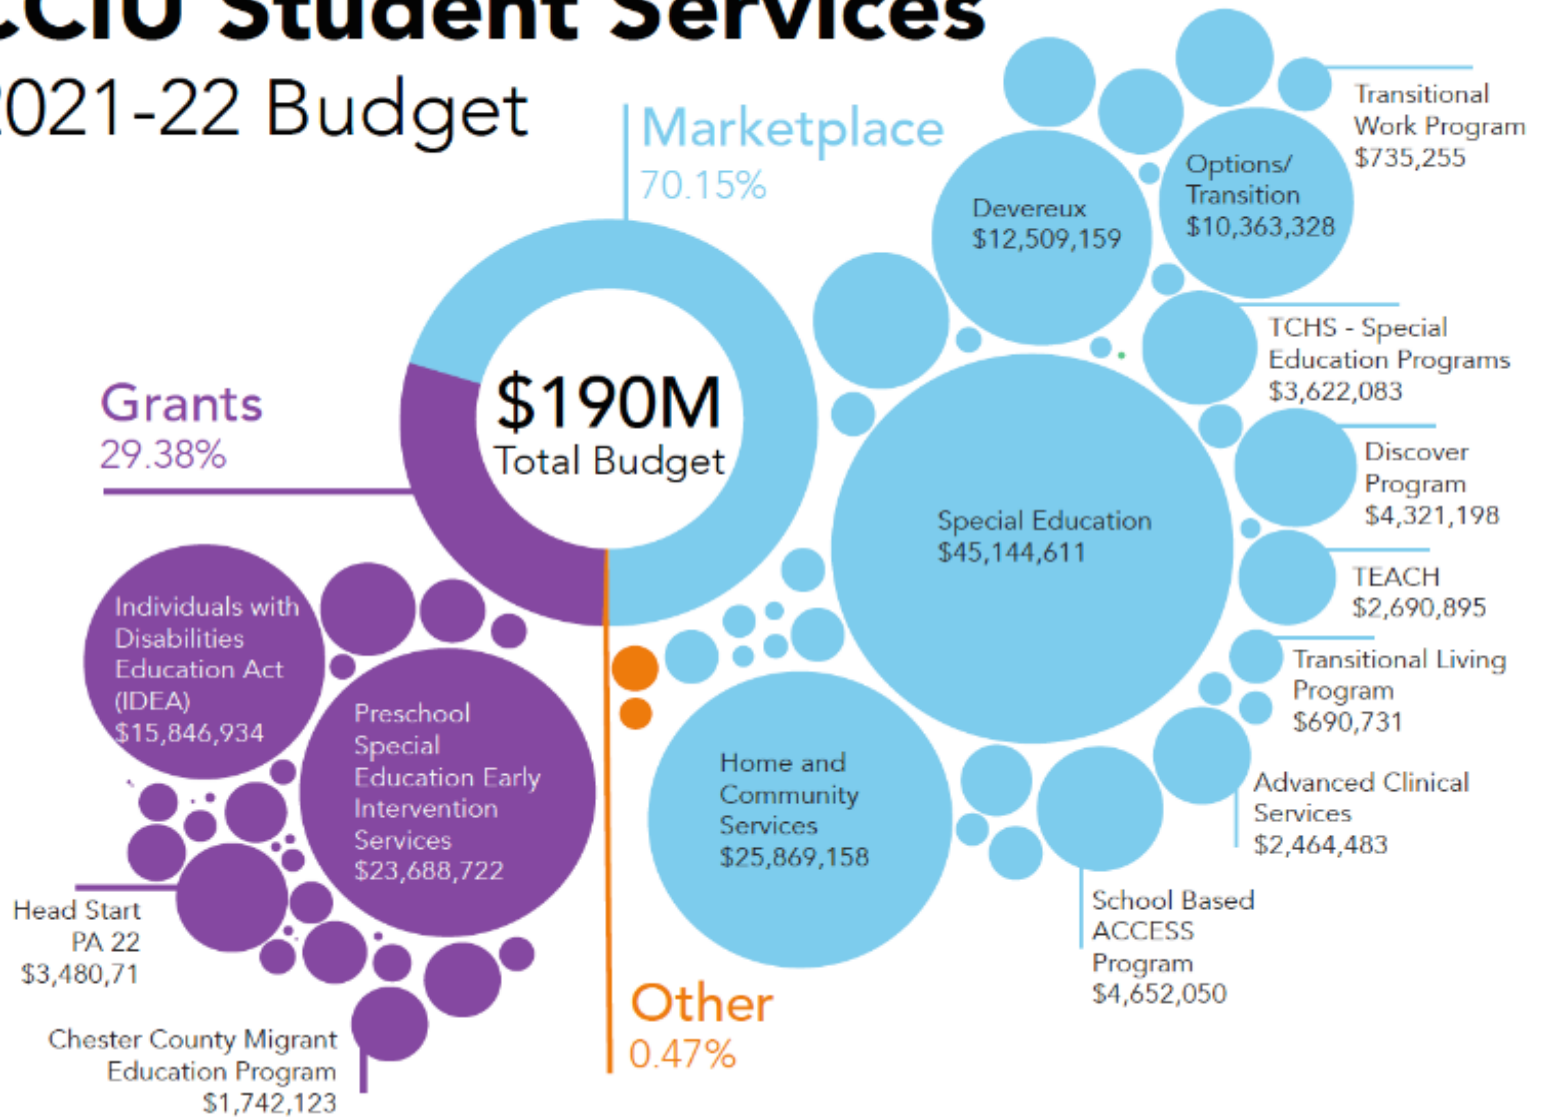 CCIU Student Services
2021-22 Budget
Marketplace
70.15%
Grants
29.38%
$190M
Total Budget
Other
0.47%
Transitional
Work Program
$735,255
Options/
Transition
$10,363,328
Devereux
$12,509,159
TCHS - Special
Education Programs
$3,622,083
Discover
Program
$4,321,198
Special Education
$45,144,611
TEACH
$2,690,895
Transitional Living
Program
$690,731
Advanced Clinical
Services
$2,464,483
School Based
ACCESS
Program
$4,652,050
Home and
Community
Services
$25,869,158
Individuals with
Disabilities
Education Act
(IDEA)
$15,846,934
Preschool
Special
Education Early
Intervention
Services
$23,688,722
Head Start
PA 22
$3,480,71
Chester County Migrant
Education Program
$1,742,123